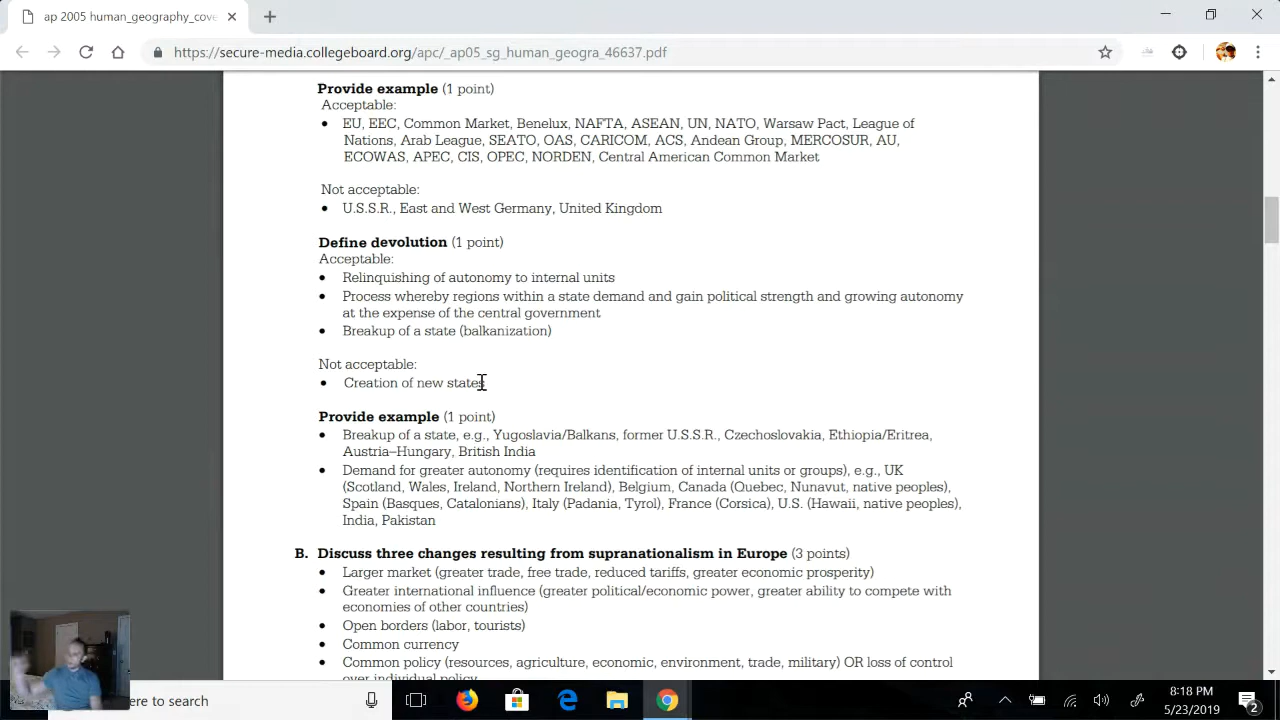 ap 2005 human_geography_cove
https://secure-media.collegeboard.org/apc/_ap05_sg_human_geogra_46637.pdf
Provide example (1 point)
Acceptable:
• EU, EEC, Common Market, Benelux, NAFTA, ASEAN, UN, NATO, Warsaw Pact, League of
Nations, Arab League, SEATO, OAS, CARICOM, ACS, Andean Group, MERCOSUR, AU,
ECOWAS, APEC, CIS, OPEC, NORDEN, Central American Common Market
Not acceptable:
• U.S.S.R., East and West Germany, United Kingdom
Define devolution (1 point)
Acceptable:
• Relinquishing of autonomy to internal units
• Process whereby regions within a state demand and gain political strength and growing autonomy
at the expense of the central government
• Breakup of a state (balkanization)
Not acceptable:
• Creation of new states
Provide example (1 point)
• Breakup of a state, e.g., Yugoslavia/Balkans, former U.S.S.R., Czechoslovakia, Ethiopia/Eritrea,
Austria–Hungary, British India
• Demand for greater autonomy (requires identification of internal units or groups), e.g., UK
(Scotland, Wales, Ireland, Northern Ireland), Belgium, Canada (Quebec, Nunavut, native peoples),
Spain (Basques, Catalonians), Italy (Padania, Tyrol), France (Corsica), U.S. (Hawaii, native peoples),
India, Pakistan
B. Discuss three changes resulting from supranationalism in Europe (3 points)
• Larger market (greater trade, free trade, reduced tariffs, greater economic prosperity)
• Greater international influence (greater political/economic power, greater ability to compete with
economies of other countries)
• Open borders (labor, tourists)
• Common currency
• Common policy (resources, agriculture, economic, environment, trade, military) OR loss of control
over individual policy
ere to search
8:18 PM
5/23/2019
2